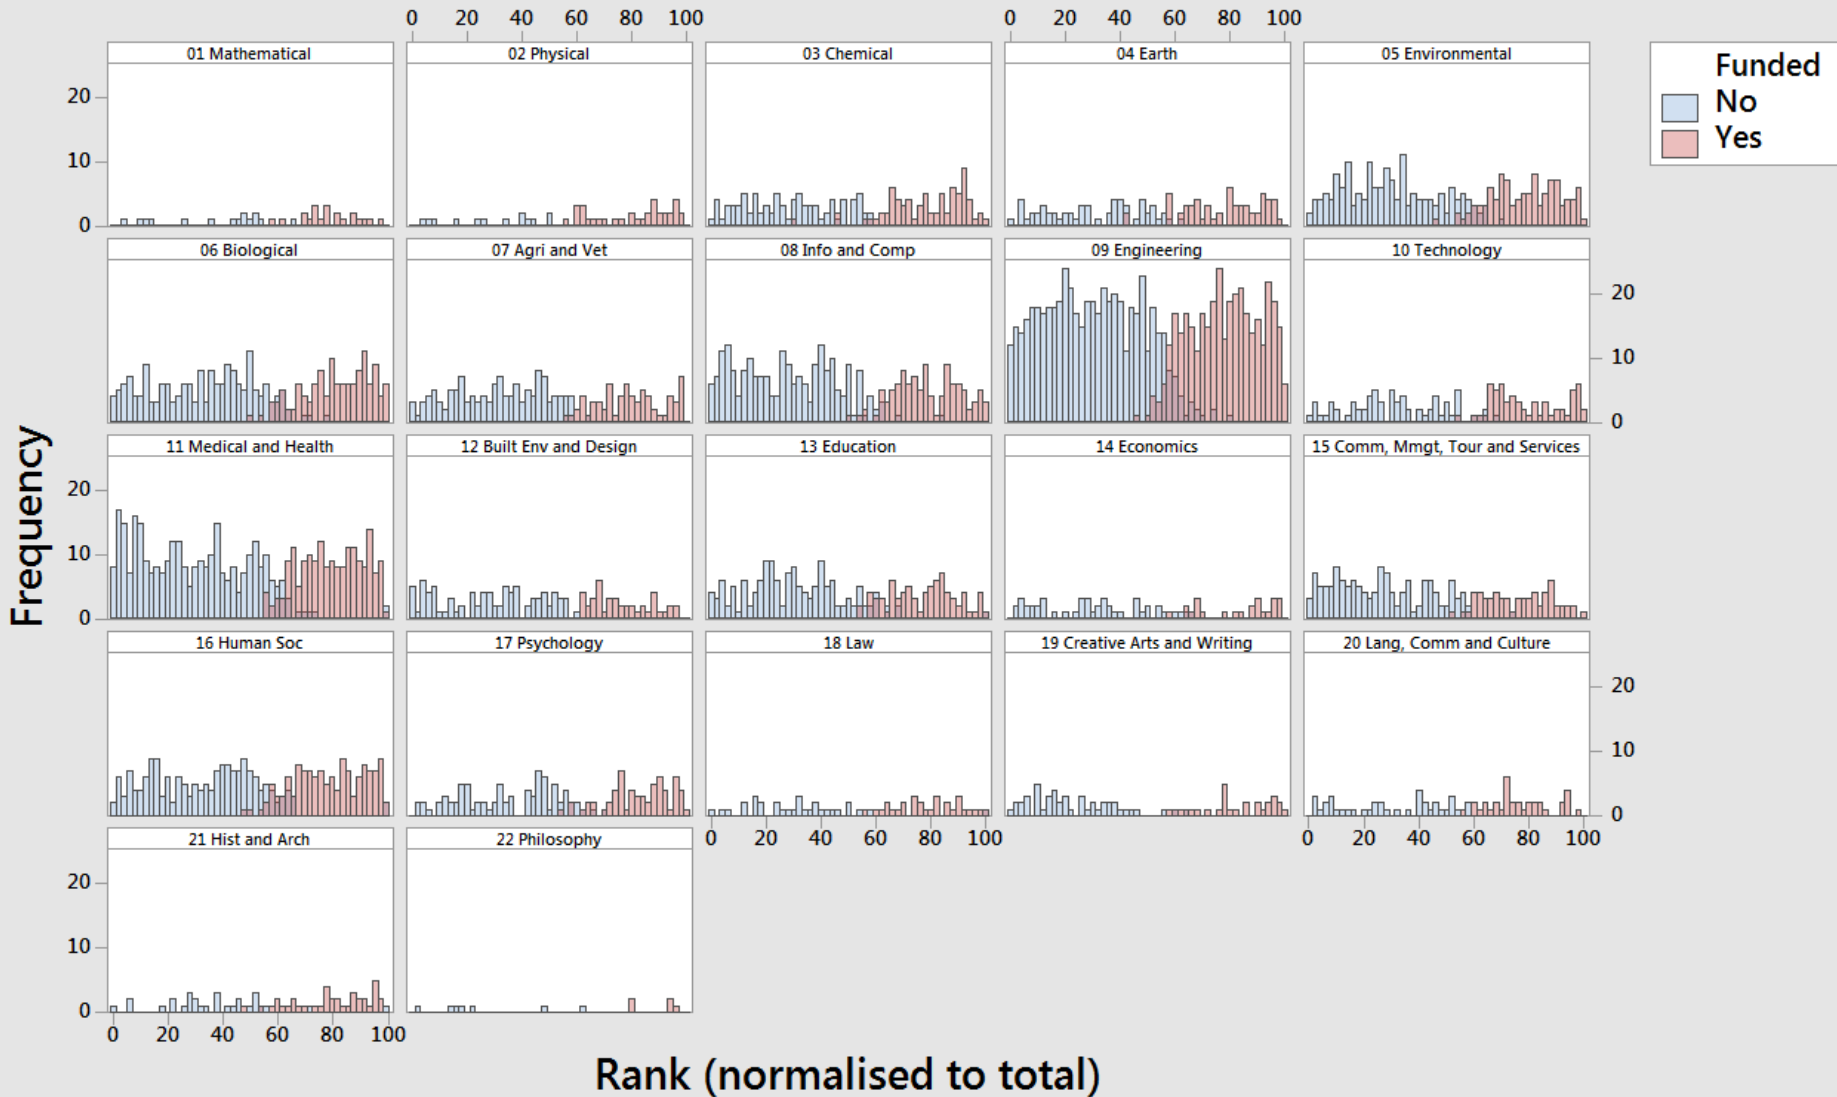 0 20 40 60 80 100 0 20 40 60 80 100
01 Mathematical 02 Physical 03 Chemical 04 Earth 05 Environmental
Funded
No
Yes
20
10
0
06 Biological 07 Agri and Vet 08 Info and Comp 09 Engineering 10 Technology
20
10
0
11 Medical and Health 12 Built Env and Design 13 Education 14 Economics 15 Comm, Mmgt, Tour and Services
20
10
0
16 Human Soc 17 Psychology 18 Law 19 Creative Arts and Writing 20 Lang, Comm and Culture
20
10
0
0 20 40 60 80 100 0 20 40 60 80 100 0 20 40 60 80 100
21 Hist and Arch 22 Philosophy
20
10
0
0 20 40 60 80 100
Frequency
Rank (normalised to total)